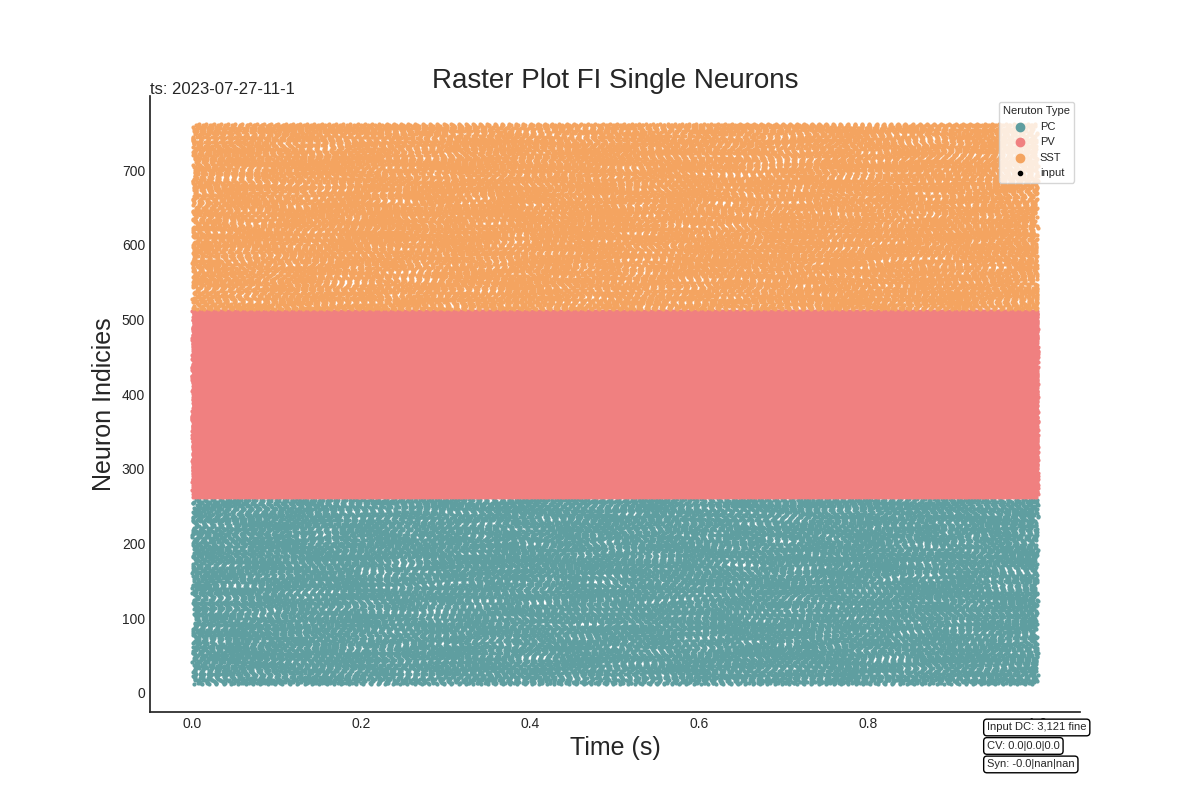 Raster Plot FI Single Neurons
ts: 2023-07-27-11-1
Neruton Type
PC
PV
SST
input
Neuron Indicies
700
600
500
400
300
200
100
0
0.0 0.2 0.4 0.6 0.8
Time (s)
Input DC: 3,121 fine
CV: 0.0|0.0|0.0
Syn: -0.0|nan|nan